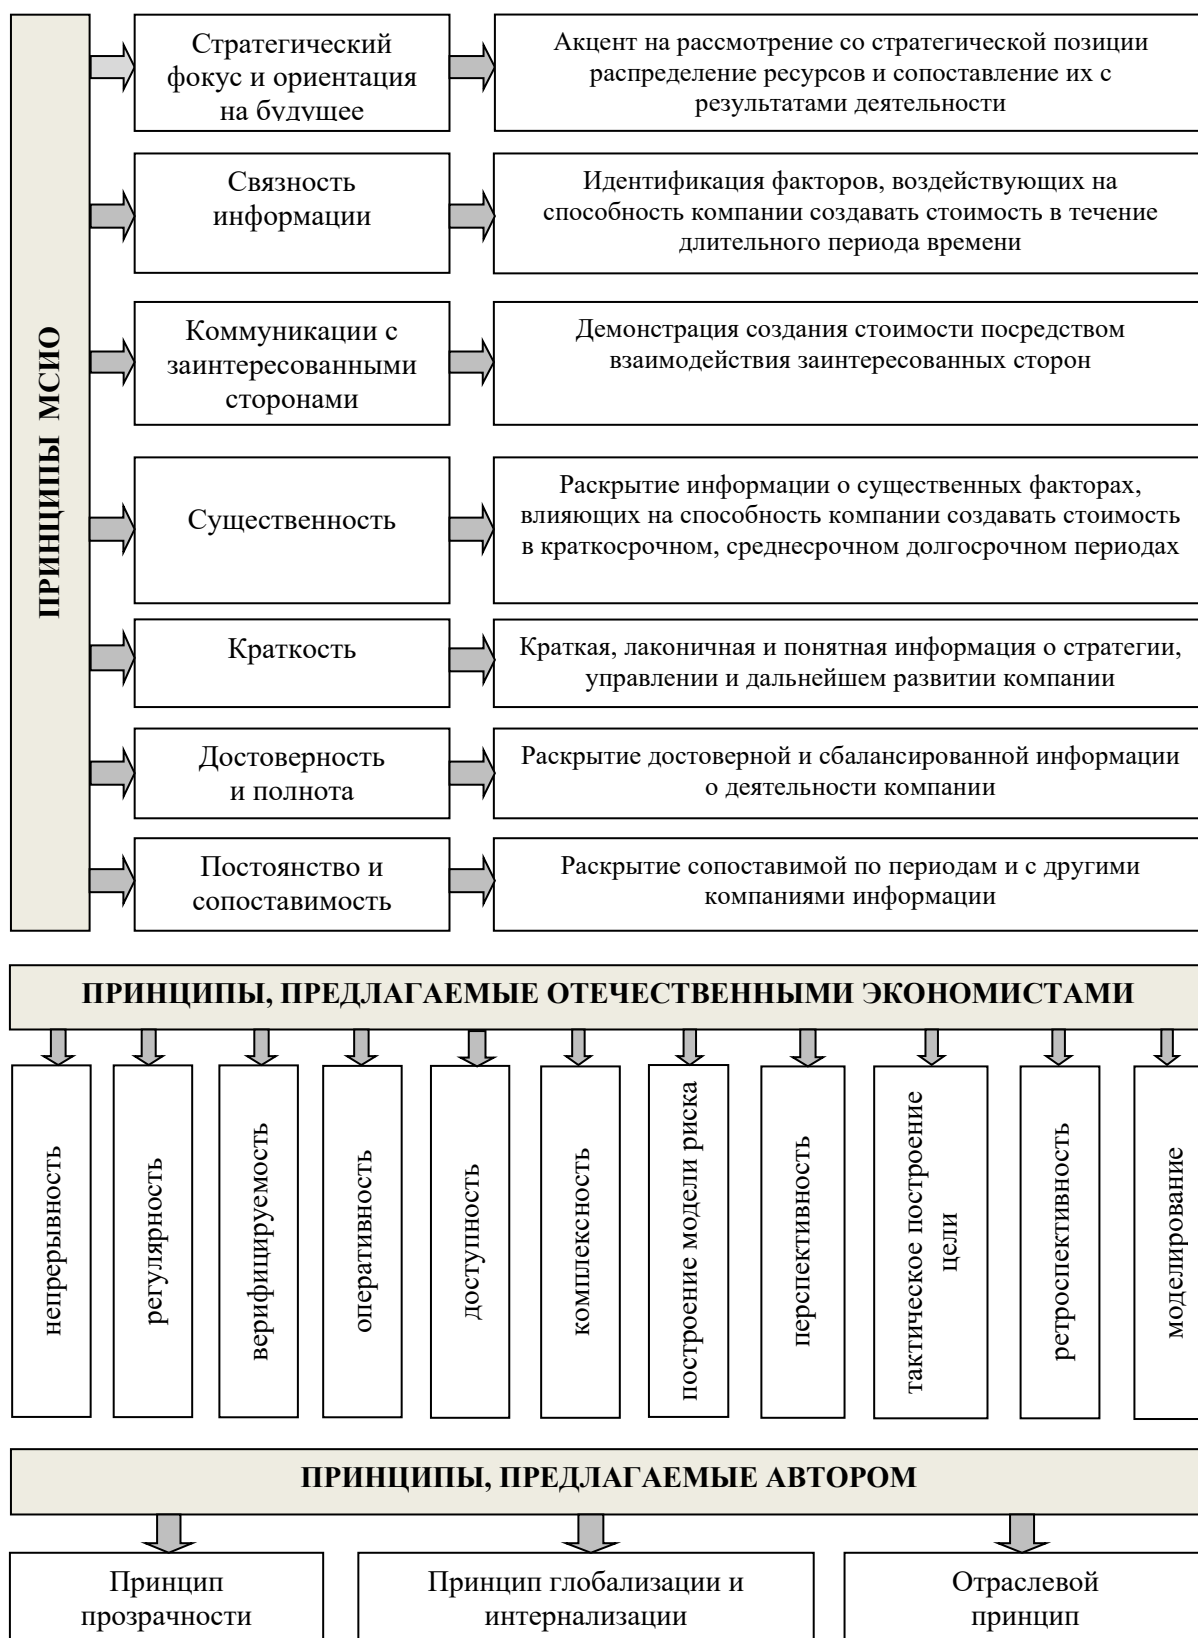 ПРИНЦИПЫ МСИО
Стратегический
фокус и ориентация
на будущее
Акцент на рассмотрение со стратегической позиции
распределение ресурсов и сопоставление их с
результатами деятельности
Связность
информации
Идентификация факторов, воздействующих на
способность компании создавать стоимость в течение
длительного периода времени
Коммуникации с
заинтересованными
сторонами
Демонстрация создания стоимости посредством
взаимодействия заинтересованных сторон
Существенность
Раскрытие информации о существенных факторах,
влияющих на способность компании создавать стоимость
в краткосрочном, среднесрочном долгосрочном периодах
Краткость
Краткая, лаконичная и понятная информация о стратегии,
управлении и дальнейшем развитии компании
Достоверность
и полнота
Раскрытие достоверной и сбалансированной информации
о деятельности компании
Постоянство и
сопоставимость
Раскрытие сопоставимой по периодам и с другими
компаниями информации
ПРИНЦИПЫ, ПРЕДЛАГАЕМЫЕ ОТЕЧЕСТВЕННЫМИ ЭКОНОМИСТАМИ
непрерывность
регулярность
верифицируемость
оперативность
доступность
комплексность
построение модели риска
перспективность
тактическое построение
цели
ретроспективность
моделирование
ПРИНЦИПЫ, ПРЕДЛАГАЕМЫЕ АВТОРОМ
Принцип
прозрачности
Принцип глобализации и
интернализации
Отраслевой
принцип